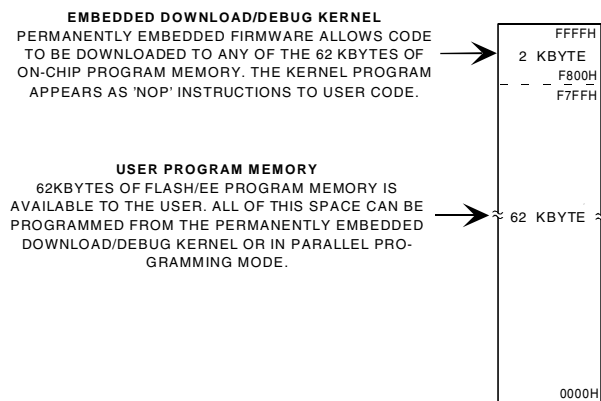 EMBEDDED DOWNLOAD/DEBUG KERNEL
PERMANENTLY EMBEDDED FIRMWARE ALLOWS CODE
TO BE DOWNLOADED TO ANY OF THE 62 KBYTES OF
ON-CHIP PROGRAM MEMORY. THE KERNEL PROGRAM
APPEARS AS 'NOP' INSTRUCTIONS TO USER CODE.
FFFFH
2 KBYTE
F800H
F7FFH
USER PROGRAM MEMORY
62KBYTES OF FLASH/EE PROGRAM MEMORY IS
AVAILABLE TO THE USER. ALL OF THIS SPACE CAN BE
PROGRAMMED FROM THE PERMANENTLY EMBEDDED
DOWNLOAD/DEBUG KERNEL OR IN PARALLEL PRO-
GRAMMING MODE.
62 KBYTE
0000H